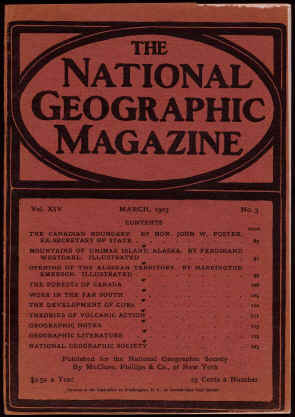 THE
NATIONAL
GEOGRAPHIC
MAGAZINE
Vol. XIV MARCH, 1903 No. 3
CONTENTS
THE CANADIAN BOUNDARY. BY HON. JOHN W. FOSTER,
EX-SECRETARY OF STATE
MOUNTAINS OF UNIMAK ISLAND, ALASKA. BY FERDINAND
WESTDAHL. ILLUSTRATED
OPENING OF THE ALASKAN TERRITORY. BY HARRINGTON
EMERSON. ILLUSTRATED
THE FORESTS OF CANADA
WORK IN THE FAR SOUTH
THE DEVELOPMENT OF CUBA
THEORIES OF VOLCANIC ACTION
GEOGRAPHIC NOTES
GEOGRAPHIC LITERATURE
NATIONAL GEOGRAPHIC SOCIETY
Published for the National Geographic Society
By McClure, Phillips & Co., of New York
$2.50 a Year 25 Cents a Number